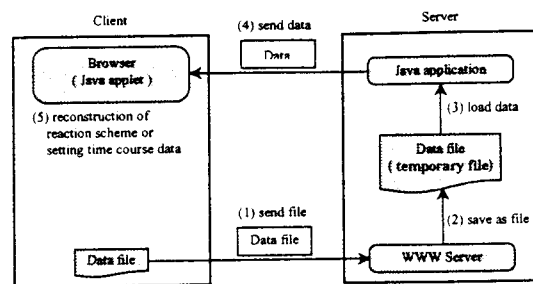 Client
Server
(4) send data
Data
Browser
( Java applet )
Java application
(5) reconstruction of
reaction scheme or
setting time course data
(3) load data
Data file
( temporary file)
(1) send file
Data file
(2) save as file
Data file
WWW Server